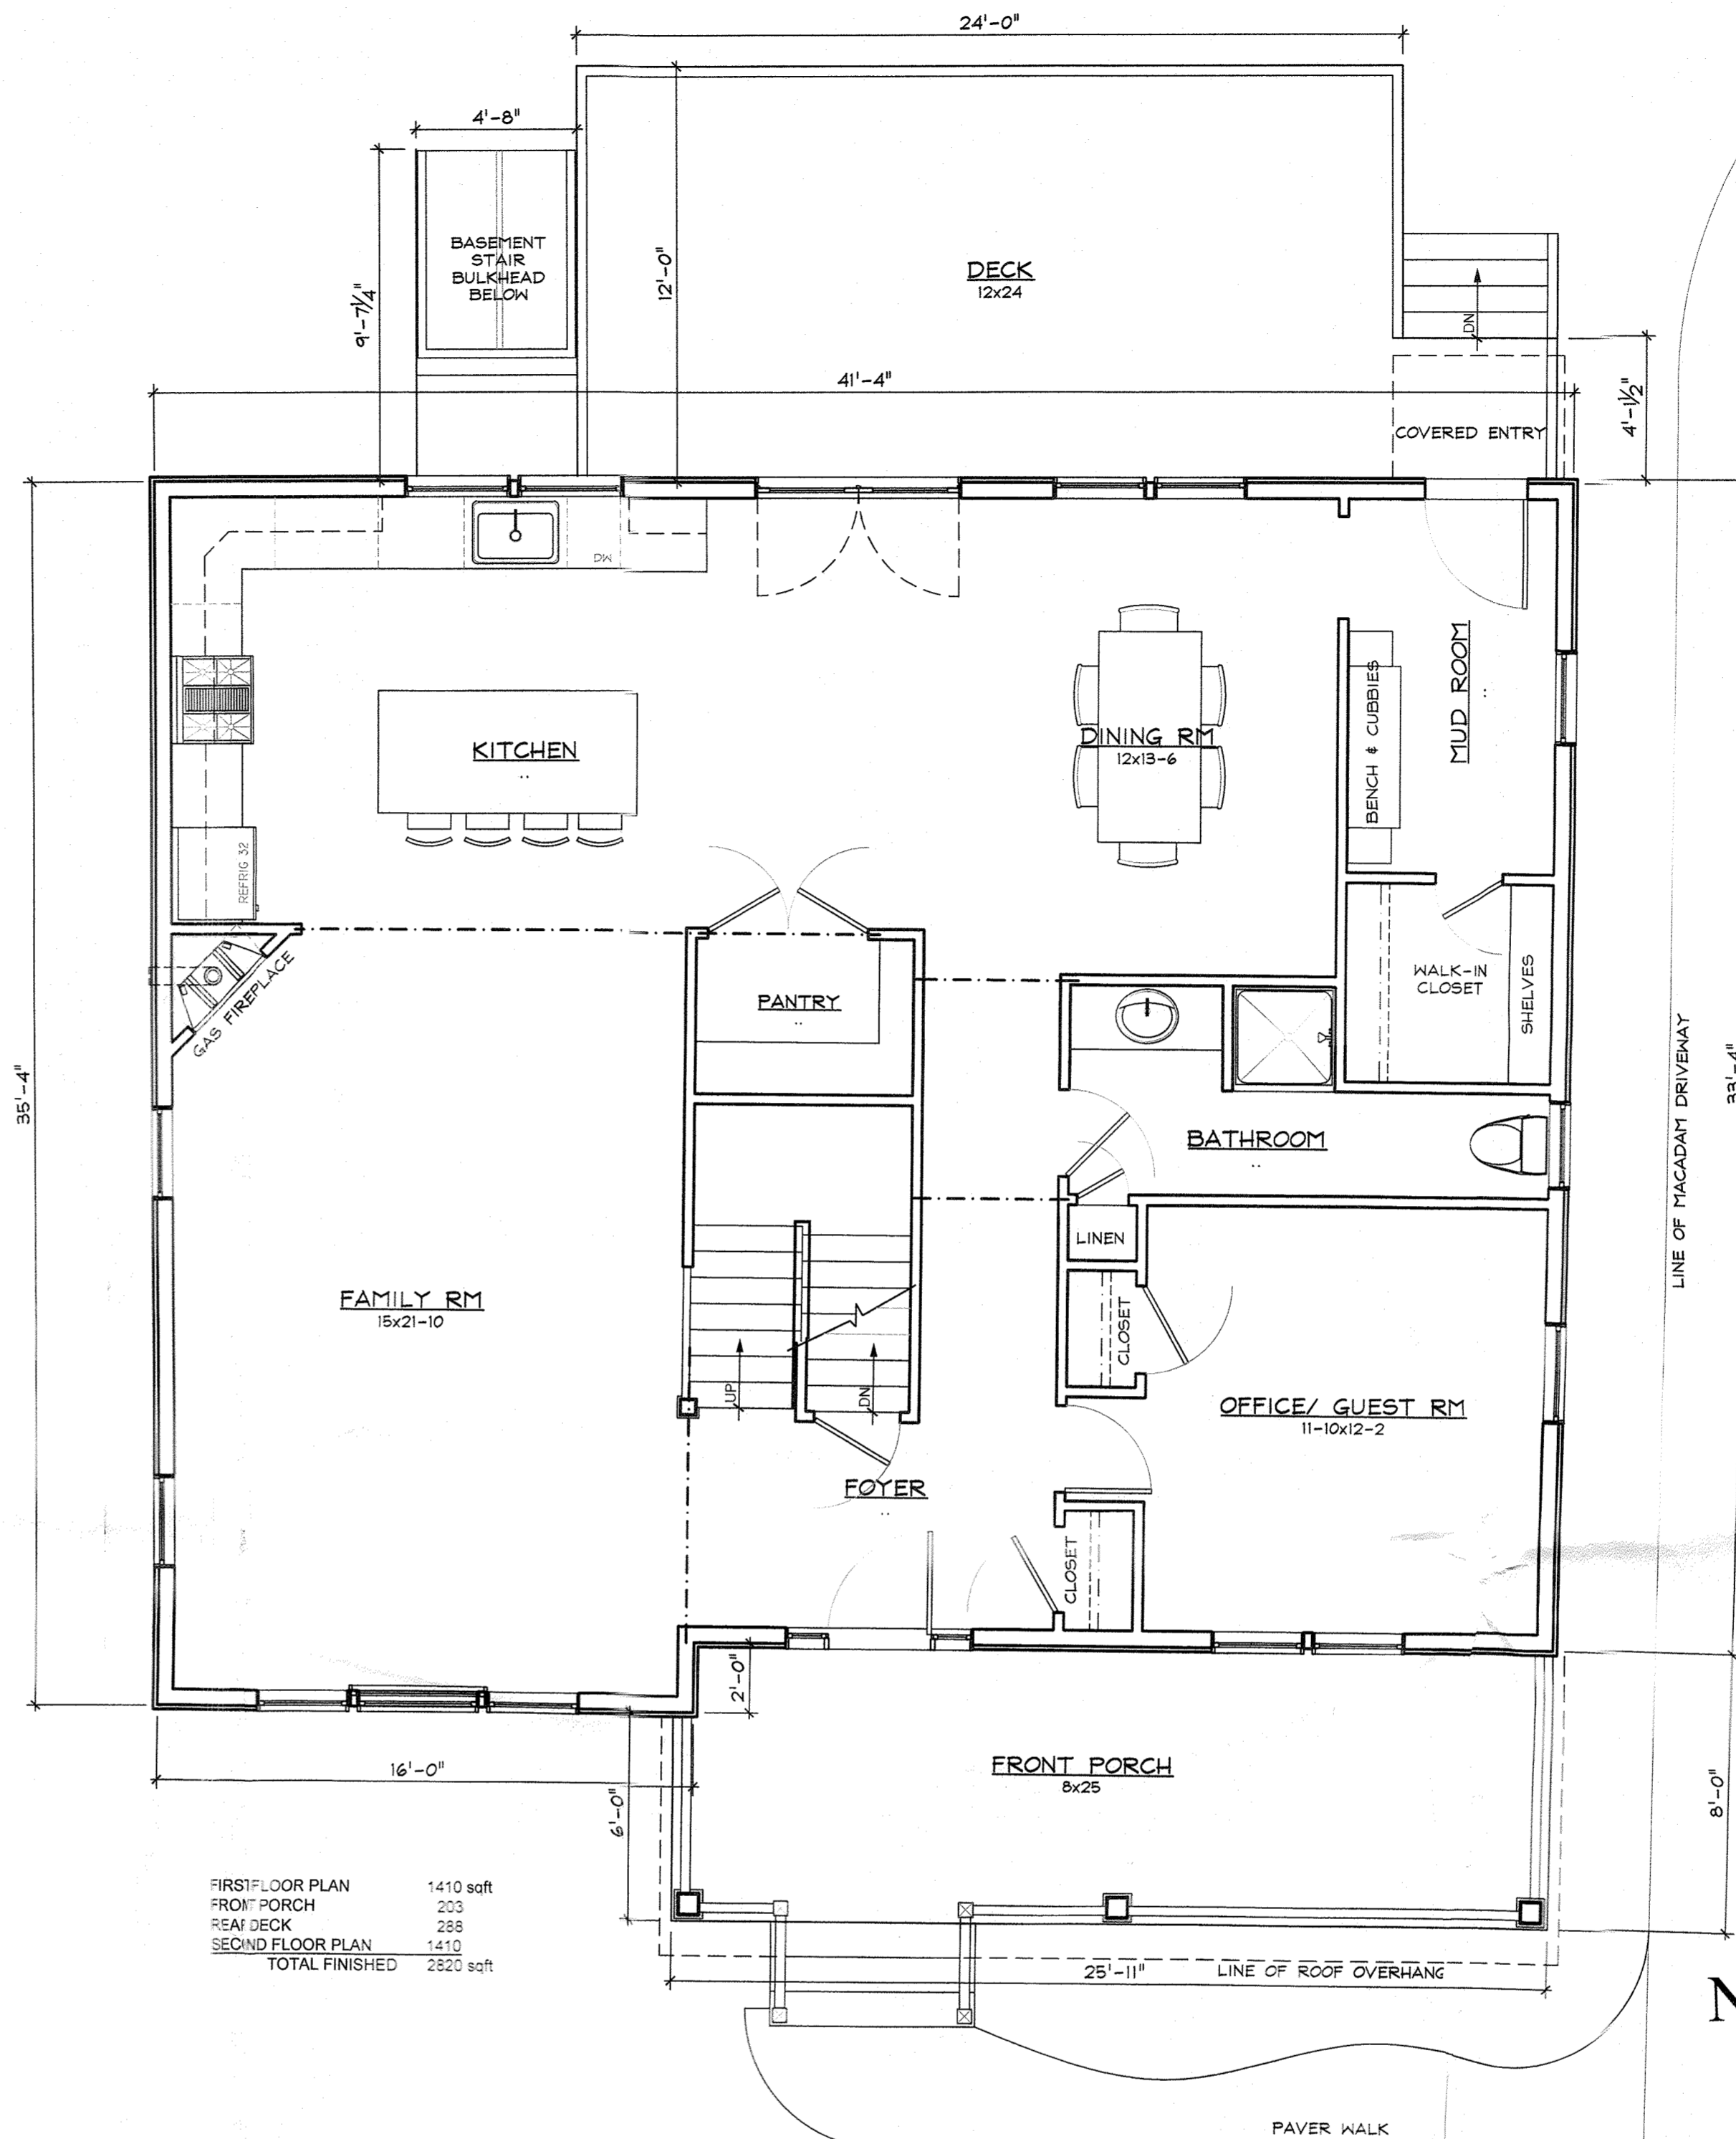 24'-0"
4'-8"
BASEMENT
STAIR
BULKHEAD
BELOW
9'-7¼"
12'-0"
DECK
12x24
DN
41'-4"
COVERED ENTRY
4'-1½"
DW
KITCHEN
DINING RM
12x13-6
BENCH & CUBBIES
MUD ROOM
REFRIG 32
GAS FIREPLACE
PANTRY
WALK-IN
CLOSET
SHELVES
35'-4"
33'-4"
LINE OF MACADAM DRIVEWAY
BATHROOM
LINEN
FAMILY RM
15x21-10
CLOSET
UP
DN
OFFICE/ GUEST RM
11-10x12-2
FOYER
CLOSET
2'-0"
16'-0"
FRONT PORCH
8x25
6'-0"
8'-0"
FIRST FLOOR PLAN 1410 sqft
FRONT PORCH 203
REAR DECK 288
SECOND FLOOR PLAN 1410
TOTAL FINISHED 2820 sqft
25'-11"
LINE OF ROOF OVERHANG
N
PAVER WALK